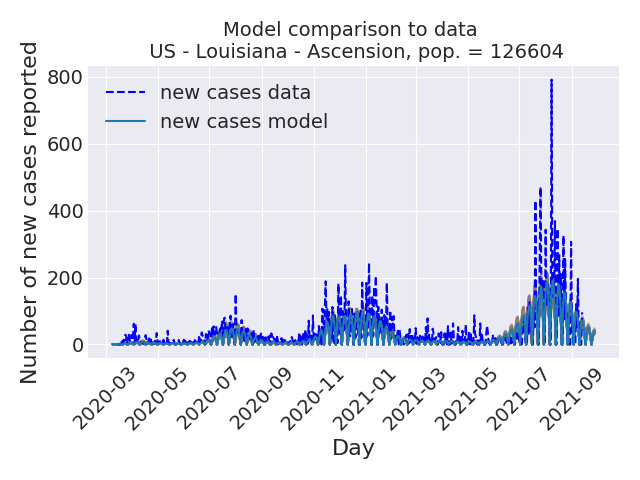 Model comparison to data
US - Louisiana - Ascension, pop. = 126604
new cases data
new cases model
Number of new cases reported
800
600
400
200
0
2020-03
2020-05
2020-07
2020-09
2020-11
2021-01
2021-03
2021-05
2021-07
2021-09
Day